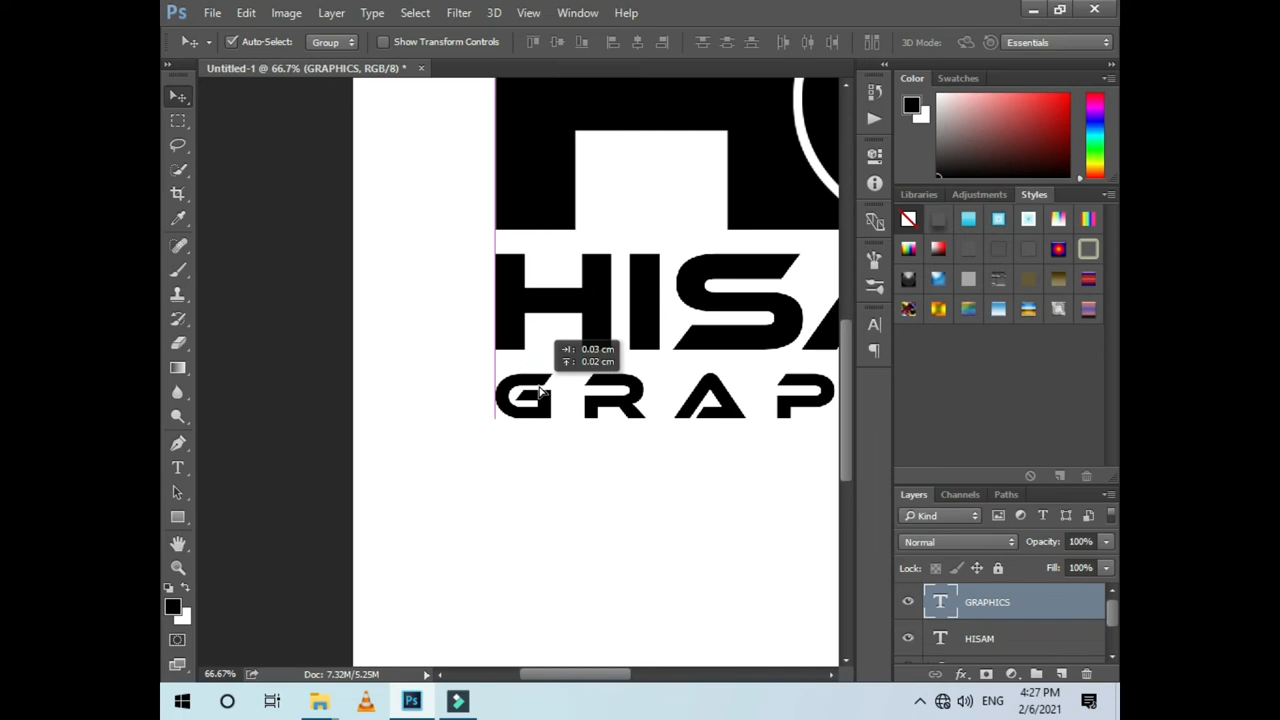 Ps File Edit Image Layer Type Select Filter 3D View Window Help
Auto-Select: Group Show Transform Controls 3D Mode: Essentials
Untitled-1 @ 66.7% (GRAPHICS, RGB/8) * ×
Color Swatches
Libraries Adjustments Styles
HISA
→|: 0.03 cm
0.02 cm
GRAP
Layers Channels Paths
Kind
Normal Opacity: 100%
Lock: Fill: 100%
T GRAPHICS
T HISAM
66.67% Doc: 7.32M/5.25M
fx
Ps ENG 4:27 PM
2/6/2021